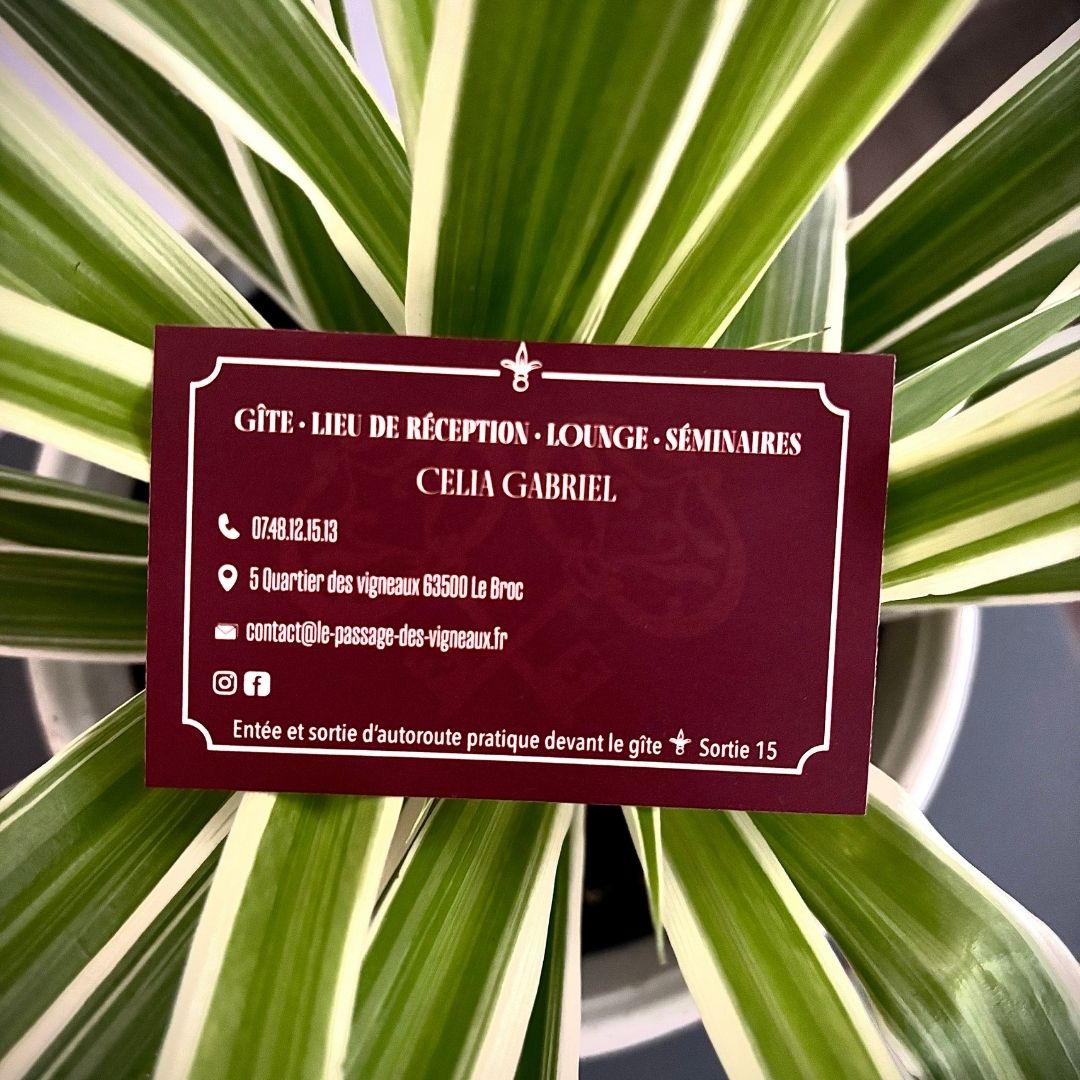 GÎTE • LIEU DE RÉCEPTION • LOUNGE • SÉMINAIRES
CELIA GABRIEL
07.48.12.15.13
5 Quartier des vigneaux 63500 Le Broc
contact@le-passage-des-vigneaux.fr
Entée et sortie d'autoroute pratique devant le gîte Sortie 15